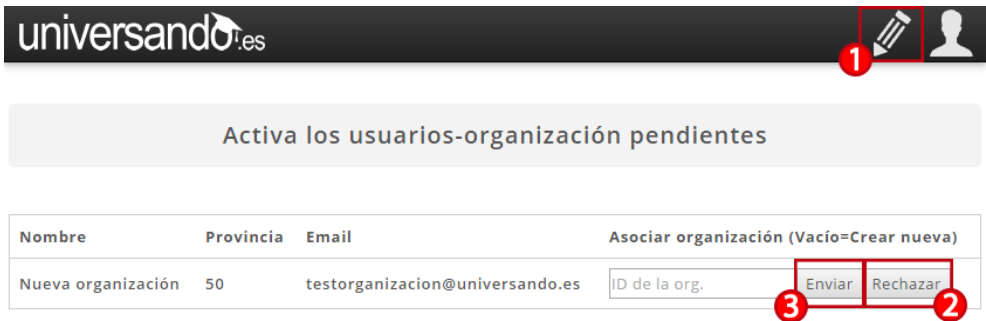 universando.es
1
Activa los usuarios-organización pendientes
Nombre Provincia Email Asociar organización (Vacío=Crear nueva)
Nueva organización 50 testorganizacion@universando.es ID de la org. Enviar Rechazar
3 2